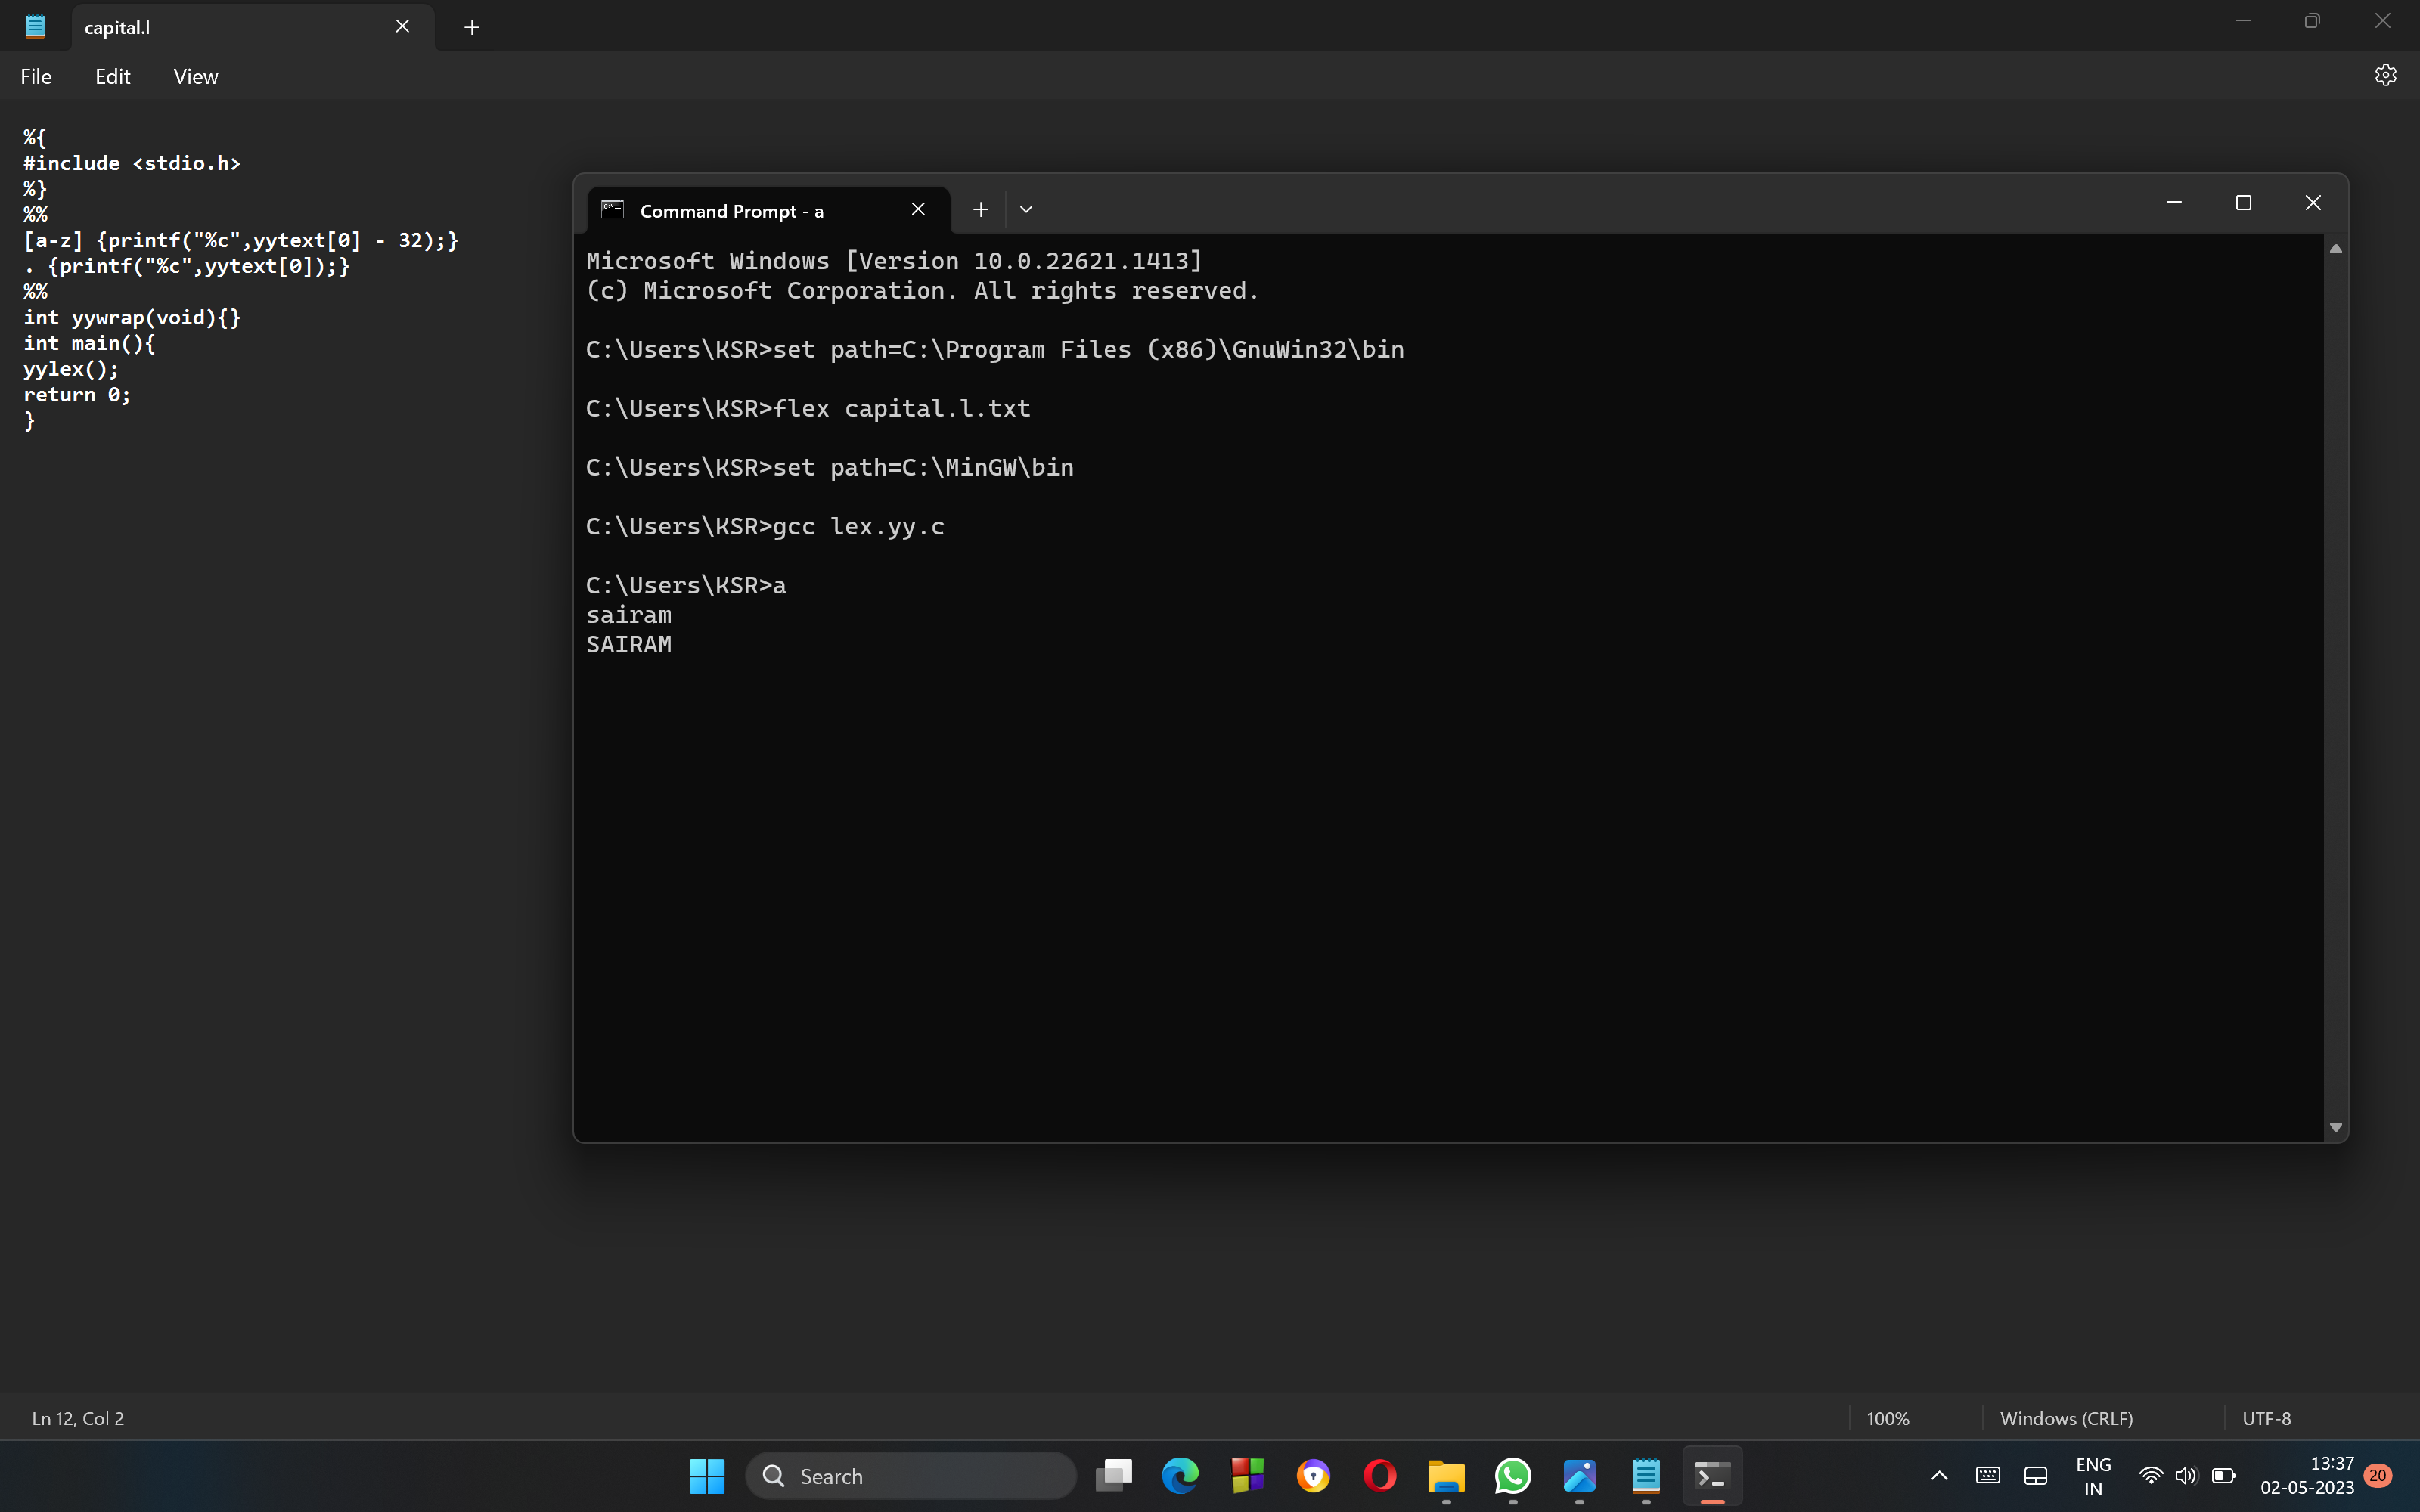 capital.l
File Edit View
%{
#include <stdio.h>
%}
%%
[a-z] {printf("%c",yytext[0] - 32);}
. {printf("%c",yytext[0]);}
%%
int yywrap(void){}
int main(){
yylex();
return 0;
}
Command Prompt - a
Microsoft Windows [Version 10.0.22621.1413]
(c) Microsoft Corporation. All rights reserved.
C:\Users\KSR>set path=C:\Program Files (x86)\GnuWin32\bin
C:\Users\KSR>flex capital.l.txt
C:\Users\KSR>set path=C:\MinGW\bin
C:\Users\KSR>gcc lex.yy.c
C:\Users\KSR>a
sairam
SAIRAM
Ln 12, Col 2 100% Windows (CRLF) UTF-8
Search
ENG
IN
13:37
02-05-2023
20